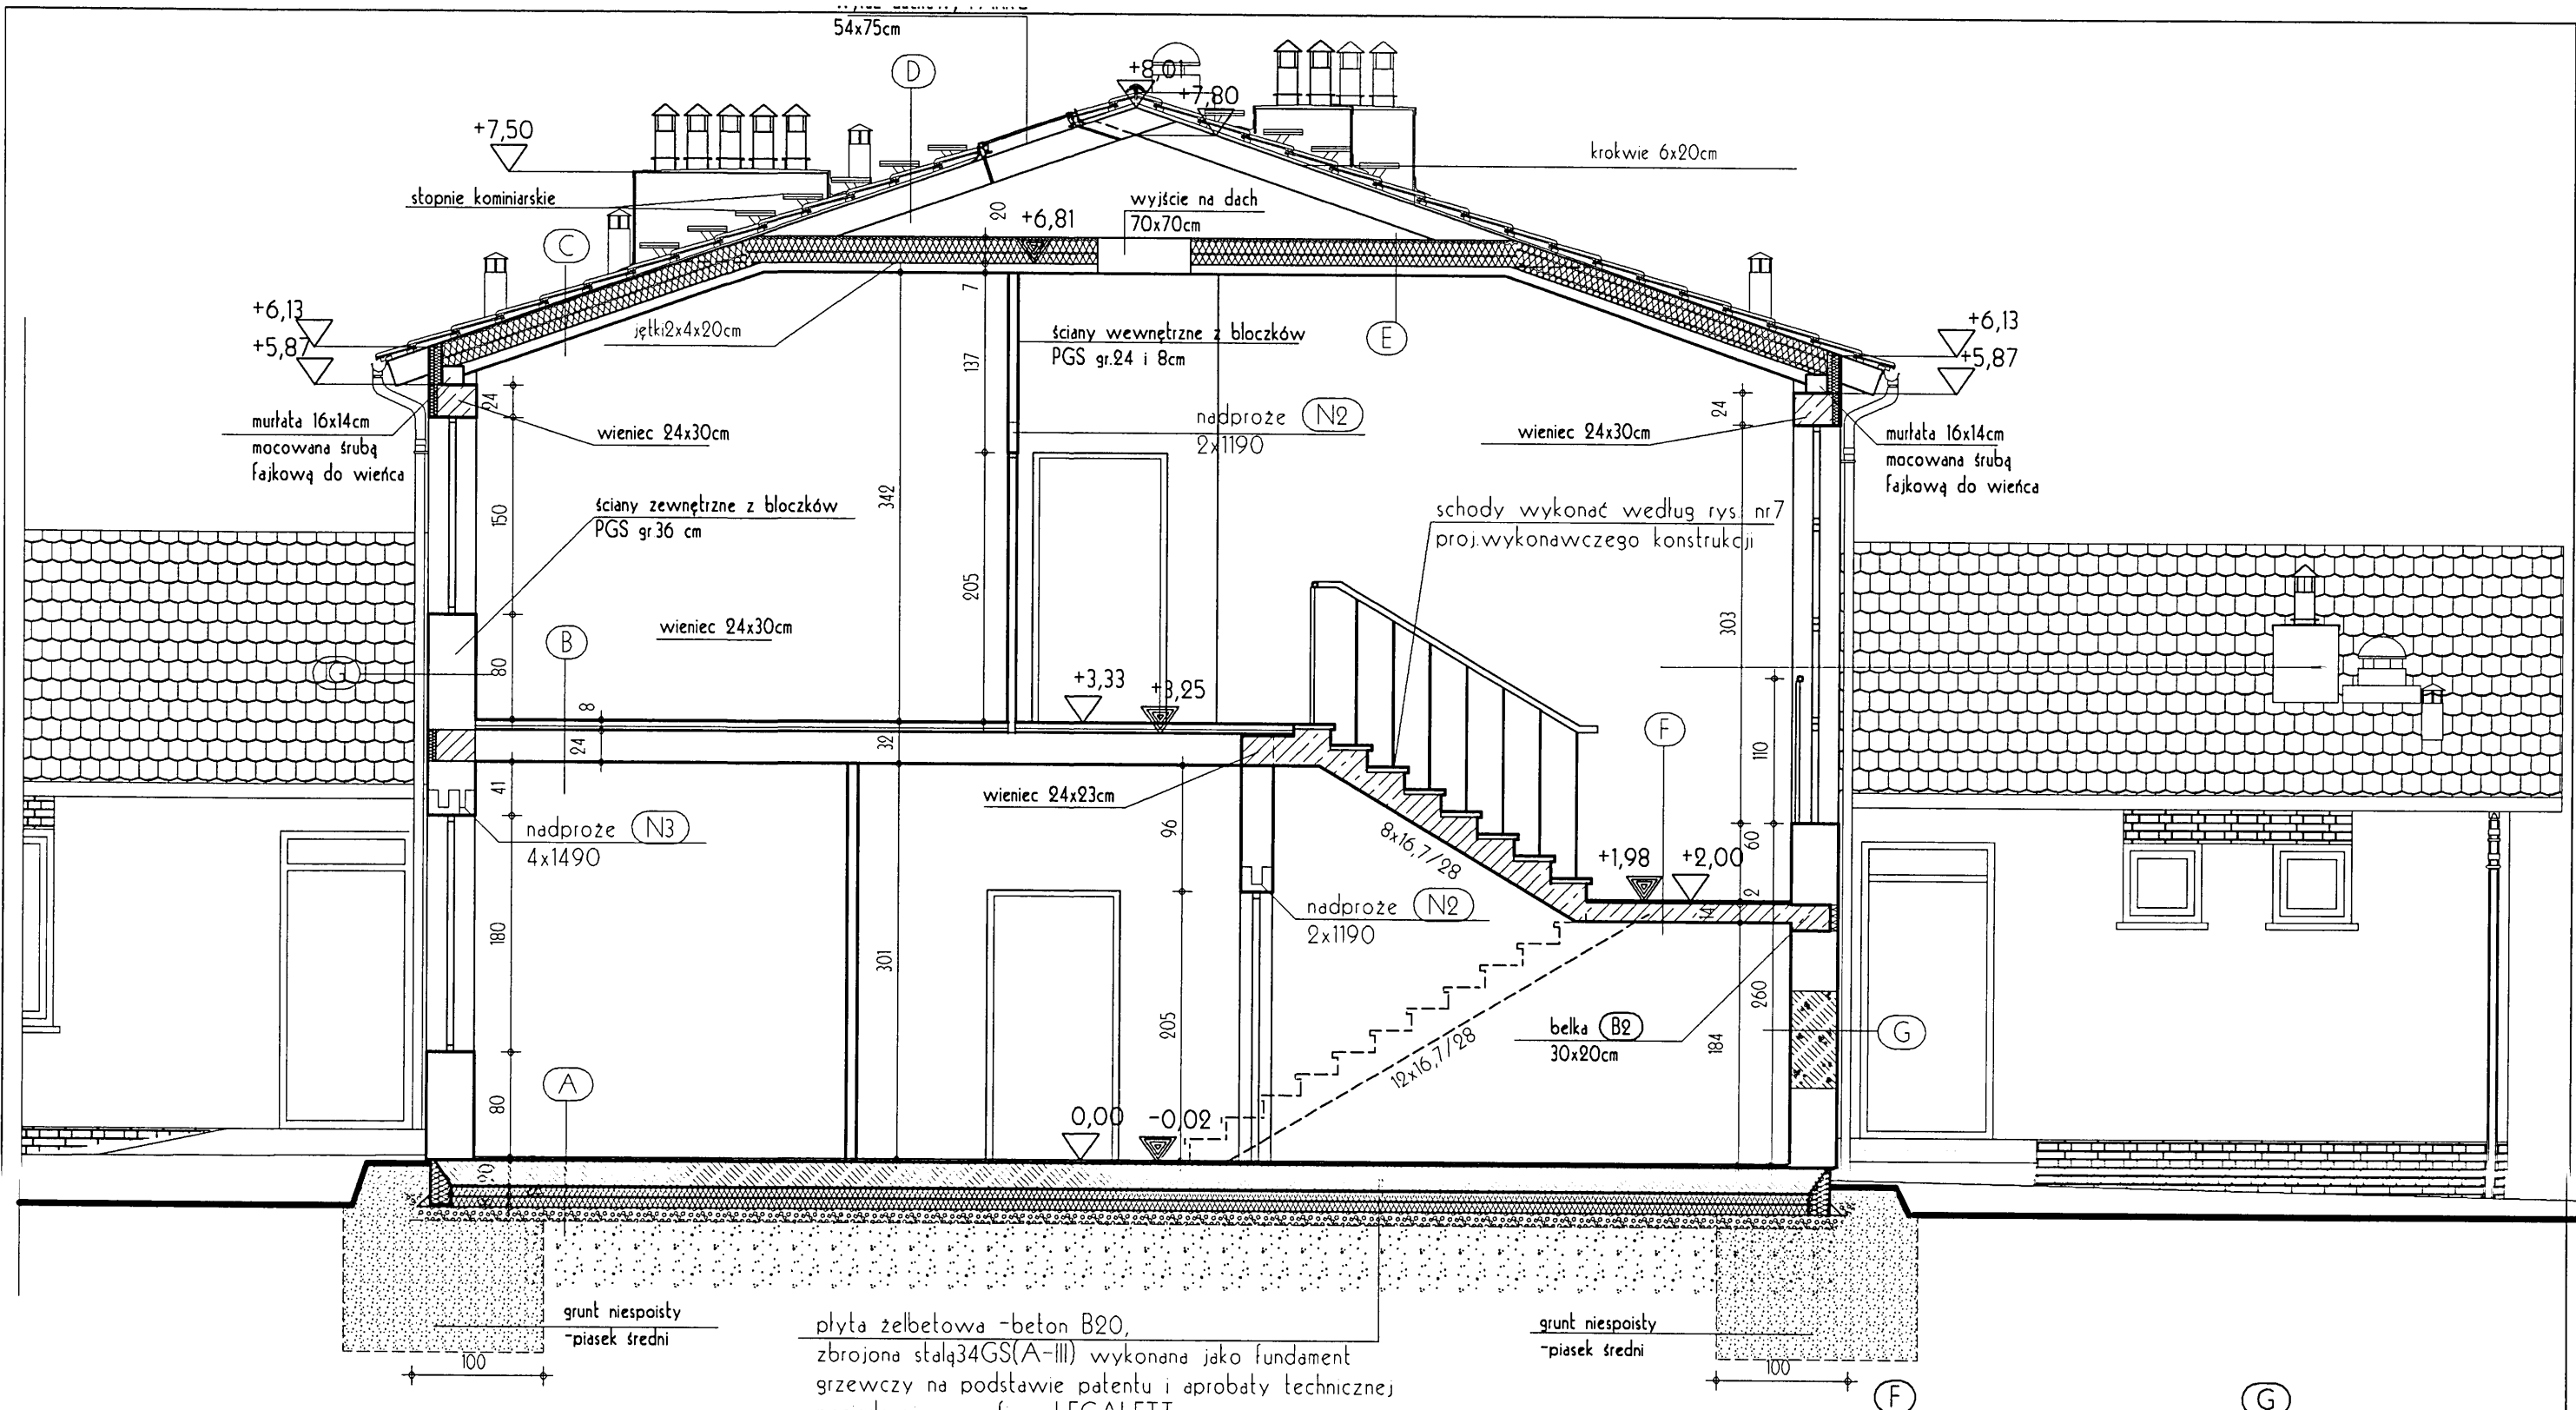 54x75cm
D
+8,01
+7,80
+7,50
krokwie 6x20cm
stopnie kominiarskie
wyjście na dach
70x70cm
20
+6,81
C
7
+6,13
+5,87
jętki2x4x20cm
ściany wewnętrzne z bloczków
PGS gr.24 i 8cm
E
+6,13
+5,87
137
24
24
murłata 16x14cm
mocowana śrubą
fajkową do wieńca
wieniec 24x30cm
nadproże N2
2x1190
wieniec 24x30cm
murłata 16x14cm
mocowana śrubą
fajkową do wieńca
ściany zewnętrzne z bloczków
PGS gr 36 cm
150
342
205
schody wykonać według rys. nr 7
proj.wykonawczego konstrukcji
303
wieniec 24x30cm
B
G
80
+3,33
+3,25
8
24
32
F
110
41
wieniec 24x23cm
nadproże N3
4x1490
96
8x16,7/28
60
+1,98
+2,00
2
14
nadproże N2
2x1190
180
301
205
260
184
belka B2
30x20cm
G
12x16,7/28
A
80
0,00
-0,02
grunt niespoisty
-piasek średni
100
płyta żelbetowa -beton B20,
zbrojona stalą34GS(A-III) wykonana jako fundament
grzewczy na podstawie patentu i aprobaty technicznej
firmy LEGALETT
grunt niespoisty
-piasek średni
100
F
G